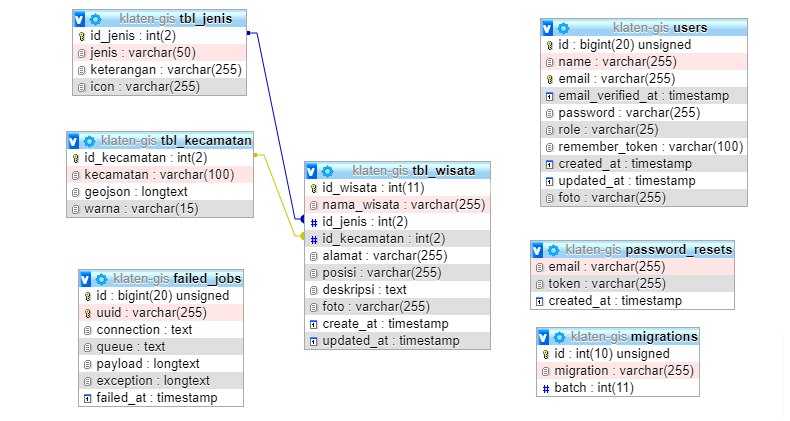 klaten-gis tbl_jenis
id_jenis : int(2)
jenis : varchar(50)
keterangan : varchar(255)
icon : varchar(255)
klaten-gis tbl_kecamatan
id_kecamatan : int(2)
kecamatan : varchar(100)
geojson : longtext
warna : varchar(15)
klaten-gis failed_jobs
id : bigint(20) unsigned
uuid : varchar(255)
connection : text
queue : text
payload : longtext
exception : longtext
failed_at : timestamp
klaten-gis tbl_wisata
id_wisata : int(11)
nama_wisata : varchar(255)
# id_jenis : int(2)
# id_kecamatan : int(2)
alamat : varchar(255)
posisi : varchar(255)
deskripsi : text
foto : varchar(255)
create_at : timestamp
updated_at : timestamp
klaten-gis users
id : bigint(20) unsigned
name : varchar(255)
email : varchar(255)
email_verified_at : timestamp
password : varchar(255)
role : varchar(25)
remember_token : varchar(100)
created_at : timestamp
updated_at : timestamp
foto : varchar(255)
klaten-gis password_resets
email : varchar(255)
token : varchar(255)
created_at : timestamp
klaten-gis migrations
id : int(10) unsigned
migration : varchar(255)
# batch : int(11)